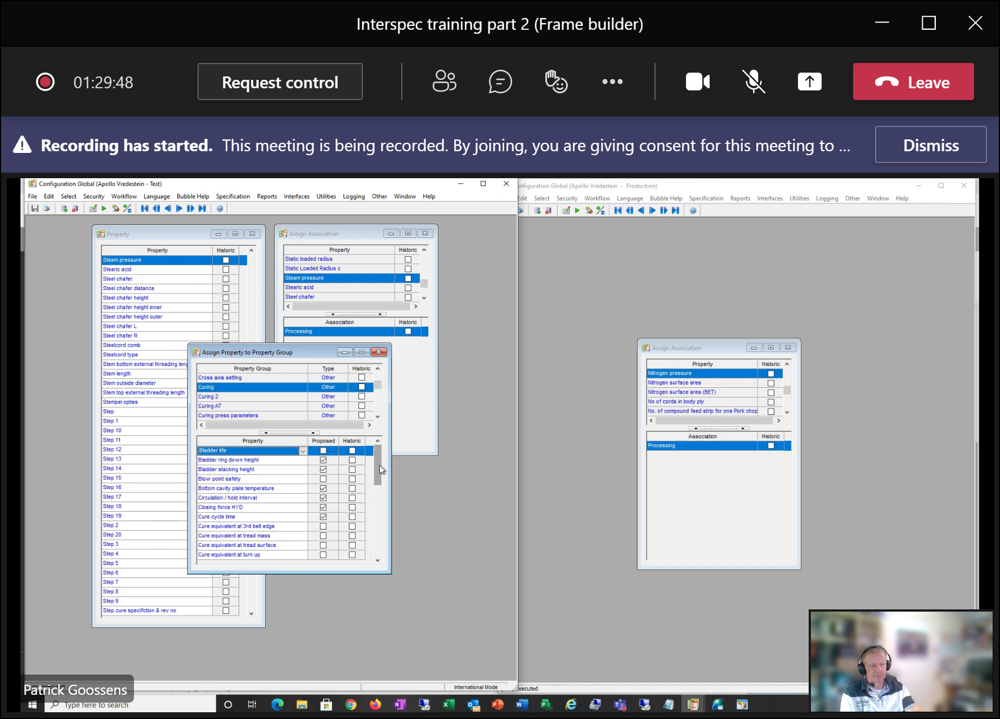 Interspec training part 2 (Frame builder)
01:29:48
Request control
Leave
Recording has started. This meeting is being recorded. By joining, you are giving consent for this meeting to ...
Dismiss
Configuration Global (Apollo Vredestein - Test)
File Edit Select Security Workflow Language Bubble Help Specification Reports Interfaces Utilities Logging Other Window Help
Property
Property Historic
Steam pressure
Stearic acid
Steel chafer
Steel chafer distance
Steel chafer height
Steel chafer height inner
Steel chafer height outer
Steel chafer L
Steel chafer R
Steelcord comb
Steelcord type
Stem bottom external threading leng
Stem length
Stem outside diameter
Stem top external threading length
Stempel opties
Step
Step 1
Step 10
Step 11
Step 12
Step 13
Step 14
Step 15
Step 16
Step 17
Step 18
Step 19
Step 2
Step 20
Step 3
Step 4
Step 5
Step 6
Step 7
Step 8
Step 9
Step cure specifction & rev no
Assign Association
Property Historic
Static loaded radius
Static Loaded Radius c
Steam pressure
Stearic acid
Steel chafer
Association Historic
Processing
Assign Property to Property Group
Property Group Type Historic
Cross axis setting Other
Curing Other
Curing 2 Other
Curing AT Other
Curing press parameters Other
Property Proposed Historic
Bladder life
Bladder ring down height
Bladder stacking height
Blow point safety
Bottom cavity plate temperature
Circulation / hold interval
Closing force HYD
Cure cycle time
Cure equivalent at 3rd belt edge
Cure equivalent at tread mass
Cure equivalent at tread surface
Cure equivalent at turn up
International Mode
nfiguration Global (Apollo Vredestein - Production)
Edit Select Security Workflow Language Bubble Help Specification Reports Interfaces Utilities Logging Other Window Help
Assign Association
Property Historic
Nitrogen pressure
Nitrogen surface area
Nitrogen surface area (BET)
No of cords in body ply
No. of compound feed strip for one Pork chop
Association Historic
Processing
xecuted
Patrick Goossens
Type here to search